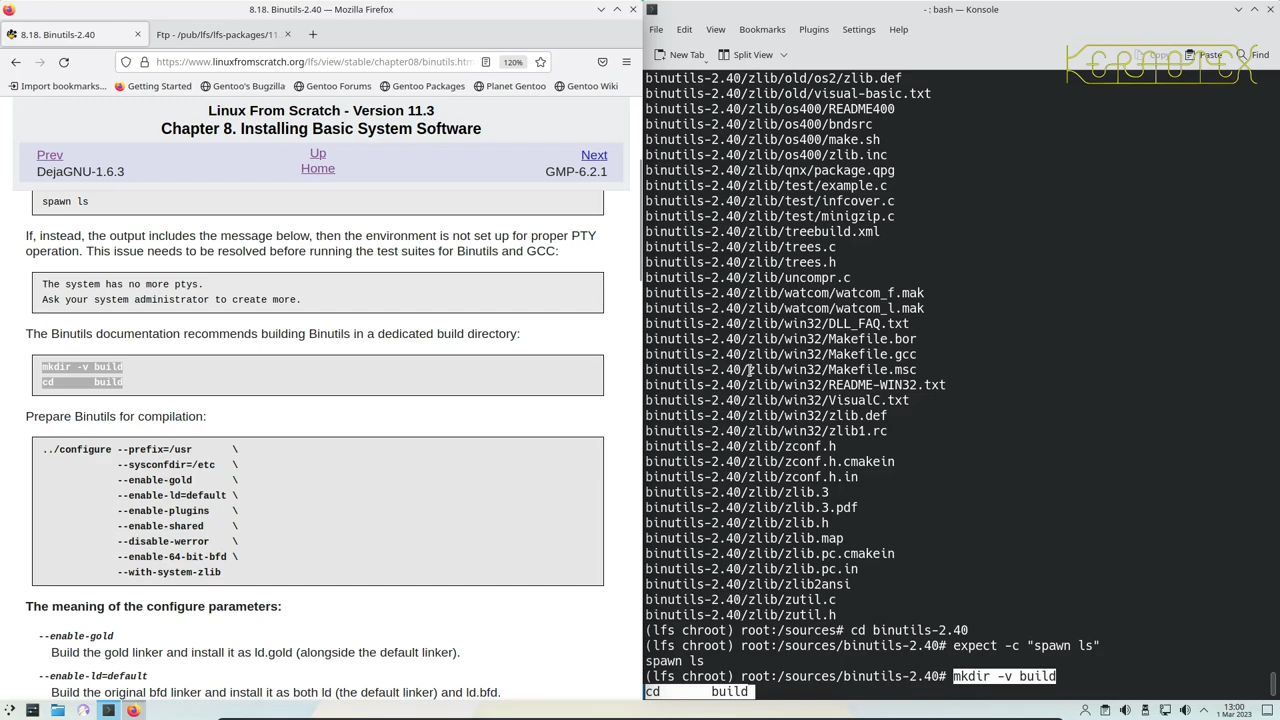 8.18. Binutils-2.40 — Mozilla Firefox
8.18. Binutils-2.40
Ftp - /pub/lfs/lfs-packages/11.
https://www.linuxfromscratch.org/lfs/view/stable/chapter08/binutils.html
120%
Import bookmarks...
Getting Started
Gentoo's Bugzilla
Gentoo Forums
Gentoo Packages
Planet Gentoo
Gentoo Wiki
Linux From Scratch - Version 11.3
Chapter 8. Installing Basic System Software
Prev
Up
Next
DejaGNU-1.6.3
Home
GMP-6.2.1
spawn ls
If, instead, the output includes the message below, then the environment is not set up for proper PTY
operation. This issue needs to be resolved before running the test suites for Binutils and GCC:
The system has no more ptys.
Ask your system administrator to create more.
The Binutils documentation recommends building Binutils in a dedicated build directory:
mkdir -v build
cd       build
Prepare Binutils for compilation:
../configure --prefix=/usr       \
             --sysconfdir=/etc   \
             --enable-gold       \
             --enable-ld=default \
             --enable-plugins    \
             --enable-shared     \
             --disable-werror    \
             --enable-64-bit-bfd \
             --with-system-zlib
The meaning of the configure parameters:
--enable-gold
Build the gold linker and install it as ld.gold (alongside the default linker).
--enable-ld=default
Build the original bfd linker and install it as both ld (the default linker) and ld.bfd.
- : bash — Konsole
File
Edit
View
Bookmarks
Plugins
Settings
Help
New Tab
Split View
Copy
Paste
Find
KERNOTEX
binutils-2.40/zlib/old/os2/zlib.def
binutils-2.40/zlib/old/visual-basic.txt
binutils-2.40/zlib/os400/README400
binutils-2.40/zlib/os400/bndsrc
binutils-2.40/zlib/os400/make.sh
binutils-2.40/zlib/os400/zlib.inc
binutils-2.40/zlib/qnx/package.qpg
binutils-2.40/zlib/test/example.c
binutils-2.40/zlib/test/infcover.c
binutils-2.40/zlib/test/minigzip.c
binutils-2.40/zlib/treebuild.xml
binutils-2.40/zlib/trees.c
binutils-2.40/zlib/trees.h
binutils-2.40/zlib/uncompr.c
binutils-2.40/zlib/watcom/watcom_f.mak
binutils-2.40/zlib/watcom/watcom_l.mak
binutils-2.40/zlib/win32/DLL_FAQ.txt
binutils-2.40/zlib/win32/Makefile.bor
binutils-2.40/zlib/win32/Makefile.gcc
binutils-2.40/zlib/win32/Makefile.msc
binutils-2.40/zlib/win32/README-WIN32.txt
binutils-2.40/zlib/win32/VisualC.txt
binutils-2.40/zlib/win32/zlib.def
binutils-2.40/zlib/win32/zlib1.rc
binutils-2.40/zlib/zconf.h
binutils-2.40/zlib/zconf.h.cmakein
binutils-2.40/zlib/zconf.h.in
binutils-2.40/zlib/zlib.3
binutils-2.40/zlib/zlib.3.pdf
binutils-2.40/zlib/zlib.h
binutils-2.40/zlib/zlib.map
binutils-2.40/zlib/zlib.pc.cmakein
binutils-2.40/zlib/zlib.pc.in
binutils-2.40/zlib/zlib2ansi
binutils-2.40/zlib/zutil.c
binutils-2.40/zlib/zutil.h
(lfs chroot) root:/sources# cd binutils-2.40
(lfs chroot) root:/sources/binutils-2.40# expect -c "spawn ls"
spawn ls
(lfs chroot) root:/sources/binutils-2.40# mkdir -v build
cd       build
13:00
1 Mar 2023